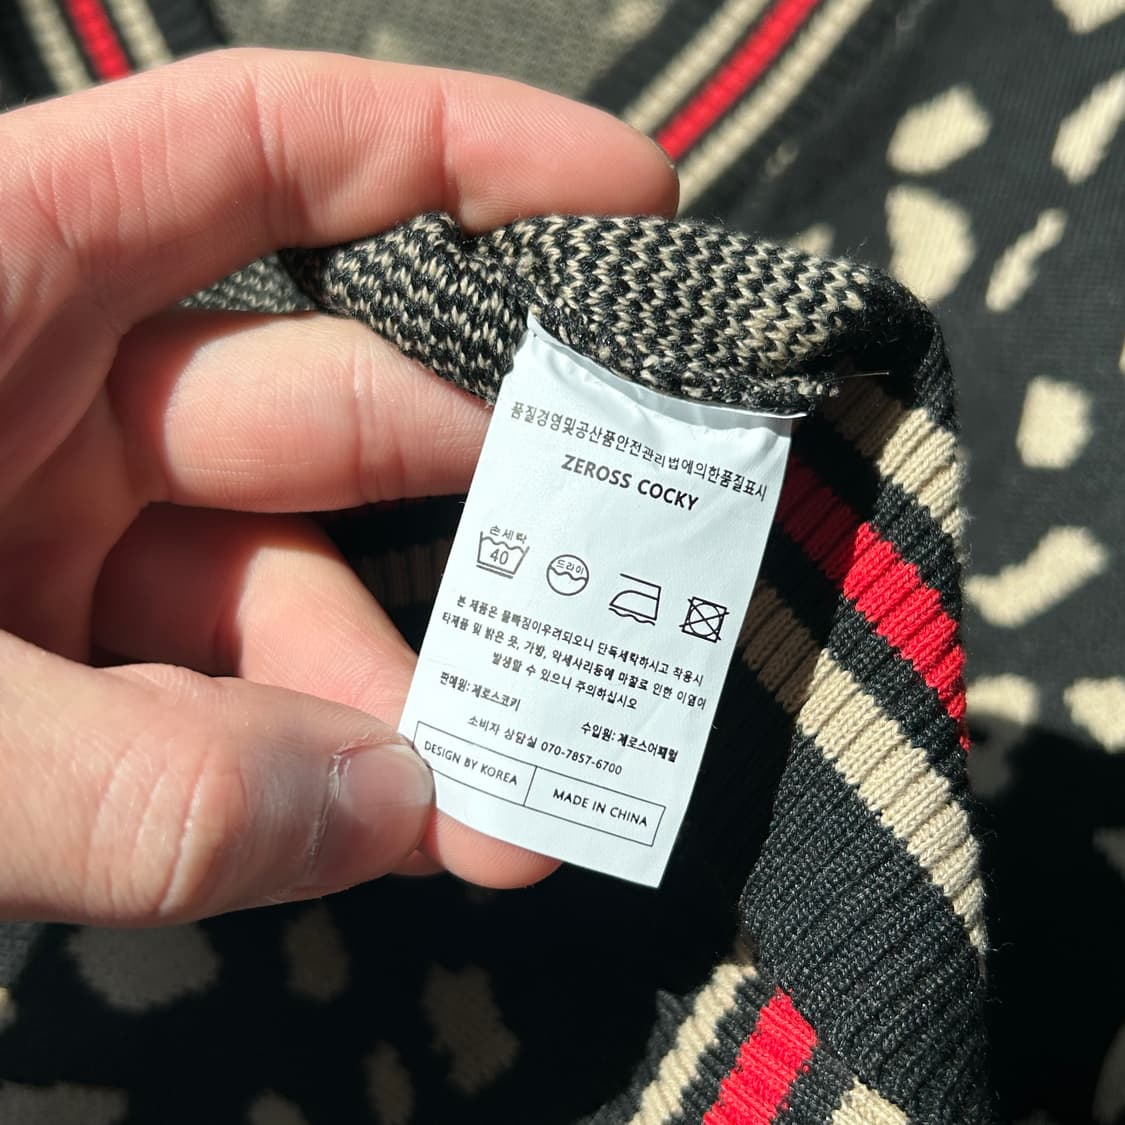 품질경영및공산품안전관리법에의한품질표시
ZEROSS COCKY
손세탁
40
드라이
본 제품은 물빠짐이우려되오니 단독세탁하시고 착용시
타제품 및 밝은 옷, 가방, 악세사리등에 마찰로 인한 이염이
발생할 수 있으니 주의하십시오
판매원: 제로스코키
수입원: 제로스어패럴
소비자 상담실 070-7857-6700
DESIGN BY KOREA
MADE IN CHINA